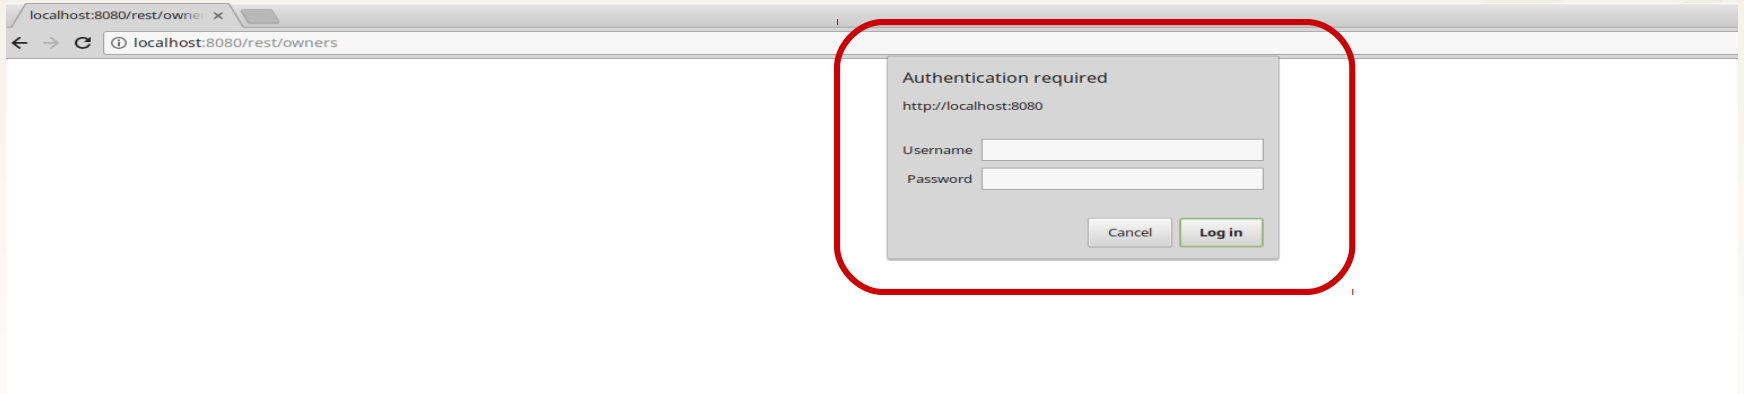 localhost:8080/rest/owne
localhost:8080/rest/owners
Authentication required
http://localhost:8080
Username
Password
Cancel
Log in